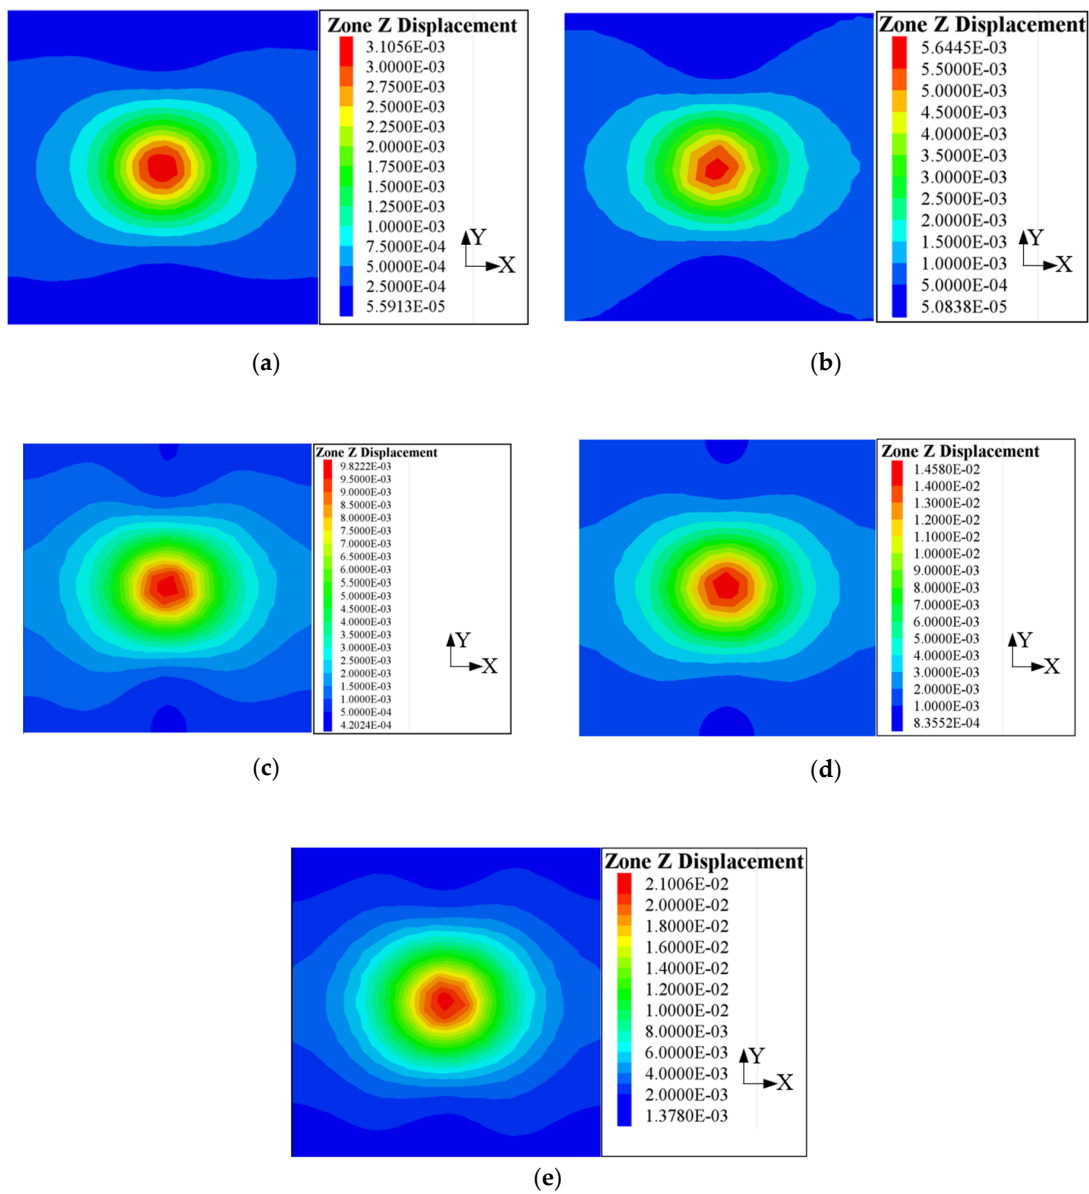 Zone Z Displacement
3.1056E-03
3.0000E-03
2.7500E-03
2.5000E-03
2.2500E-03
2.0000E-03
1.7500E-03
1.5000E-03
1.2500E-03
1.0000E-03
7.5000E-04
5.0000E-04
2.5000E-04
5.5913E-05
Y
X
(a)
Zone Z Displacement
5.6445E-03
5.5000E-03
5.0000E-03
4.5000E-03
4.0000E-03
3.5000E-03
3.0000E-03
2.5000E-03
2.0000E-03
1.5000E-03
1.0000E-03
5.0000E-04
5.0838E-05
Y
X
(b)
Zone Z Displacement
9.8222E-03
9.5000E-03
9.0000E-03
8.5000E-03
8.0000E-03
7.5000E-03
7.0000E-03
6.5000E-03
6.0000E-03
5.5000E-03
5.0000E-03
4.5000E-03
4.0000E-03
3.5000E-03
3.0000E-03
2.5000E-03
2.0000E-03
1.5000E-03
1.0000E-03
5.0000E-04
4.2024E-04
Y
X
(c)
Zone Z Displacement
1.4580E-02
1.4000E-02
1.3000E-02
1.2000E-02
1.1000E-02
1.0000E-02
9.0000E-03
8.0000E-03
7.0000E-03
6.0000E-03
5.0000E-03
4.0000E-03
3.0000E-03
2.0000E-03
1.0000E-03
8.3552E-04
Y
X
(d)
Zone Z Displacement
2.1006E-02
2.0000E-02
1.8000E-02
1.6000E-02
1.4000E-02
1.2000E-02
1.0000E-02
8.0000E-03
6.0000E-03
4.0000E-03
2.0000E-03
1.3780E-03
Y
X
(e)